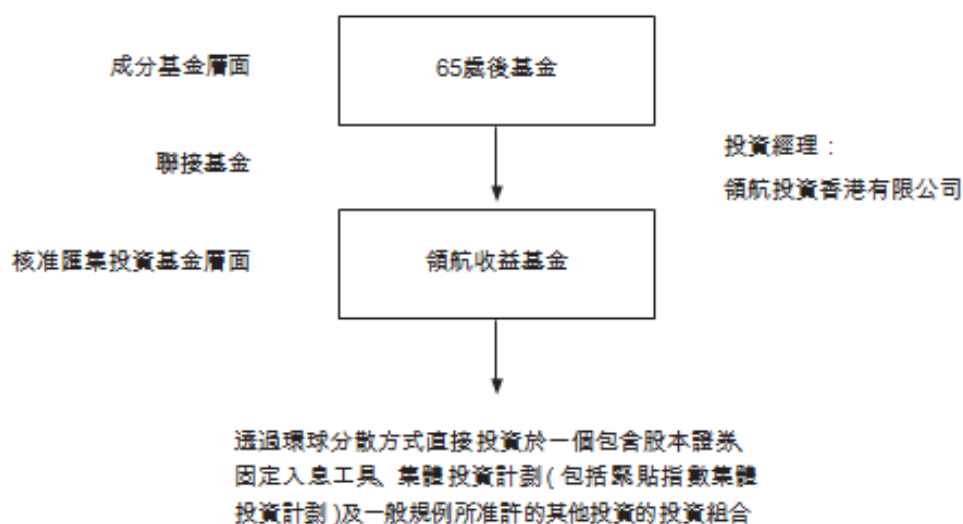 成分基金層面
65歲後基金
聯接基金
投資經理：
領航投資香港有限公司
核准匯集投資基金層面
領航收益基金
透過環球分散方式直接投資於一個包含股本證券、
固定入息工具、集體投資計劃(包括緊貼指數集體
投資計劃)及一般規例所准許的其他投資的投資組合